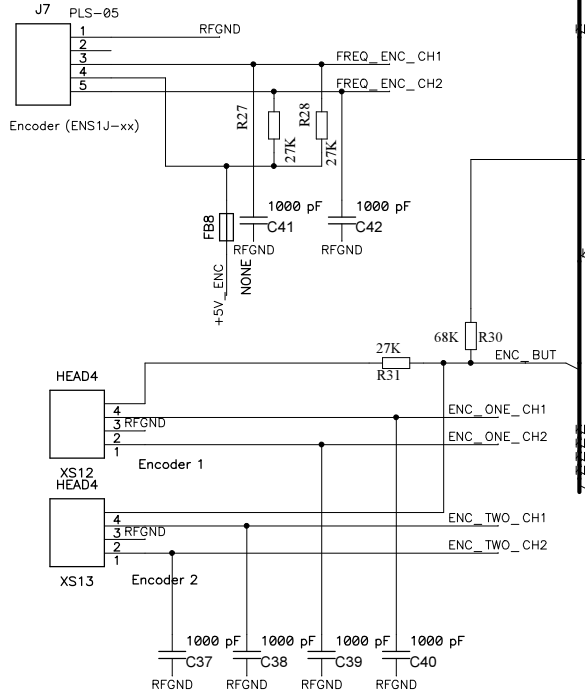 J7 PLS-05
1 RFGND
2
3 FREQ_ENC_CH1
4
5 FREQ_ENC_CH2
Encoder (ENS1J-xx)
R27 27K
R28 27K
FB8
+5V_ENC
1000 pF
C41
RFGND
NONE
1000 pF
C42
RFGND
68K R30
27K
R31
ENC_BUT
HEAD4
4 ENC_ONE_CH1
3 RFGND
2 ENC_ONE_CH2
1
XS12
Encoder 1
HEAD4
4 ENC_TWO_CH1
3 RFGND
2 ENC_TWO_CH2
1
XS13
Encoder 2
1000 pF 1000 pF 1000 pF 1000 pF
C37 C38 C39 C40
RFGND RFGND RFGND RFGND